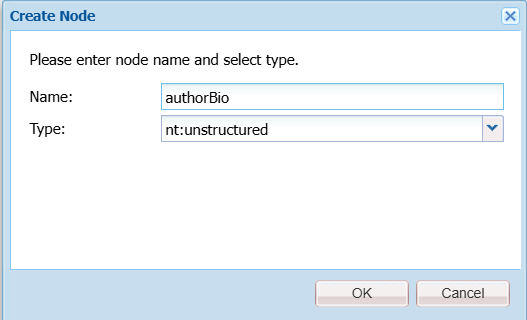 Create Node
Please enter node name and select type.
Name: authorBio
Type: nt:unstructured
OK Cancel